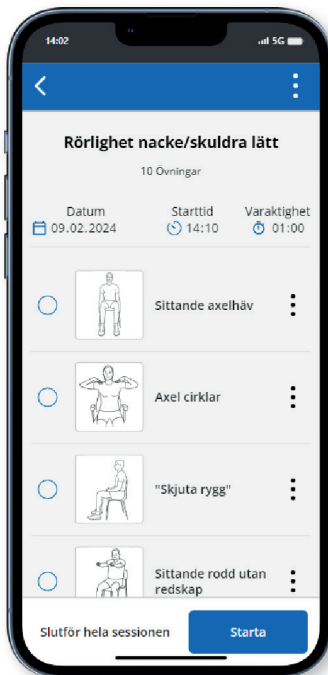 14:02
5G
Rörlighet nacke/skuldra lätt
10 Övningar
Datum Starttid Varaktighet
09.02.2024 14:10 01:00
Sittande axelhäv
Axel cirklar
"Skjuta rygg"
Sittande rodd utan
redskap
Slutför hela sessionen Starta